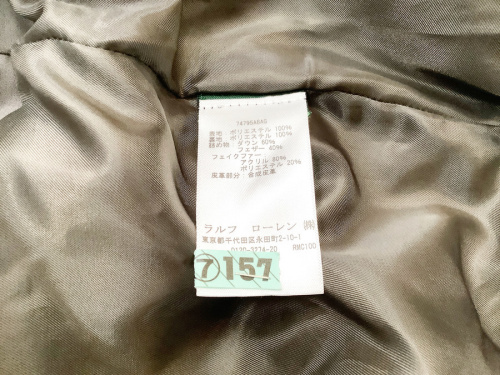 表地: ポリエステル 100%
裏地: ポリエステル 100%
詰め物: ダウン 60%
フェザー 40%
フェイクファー
アクリル 80%
ポリエステル 20%
皮革部分: 合成皮革
ラルフ ローレン ㈱
東京都千代田区永田町2-10-1
0120-3274-20
RMC100
⑦157